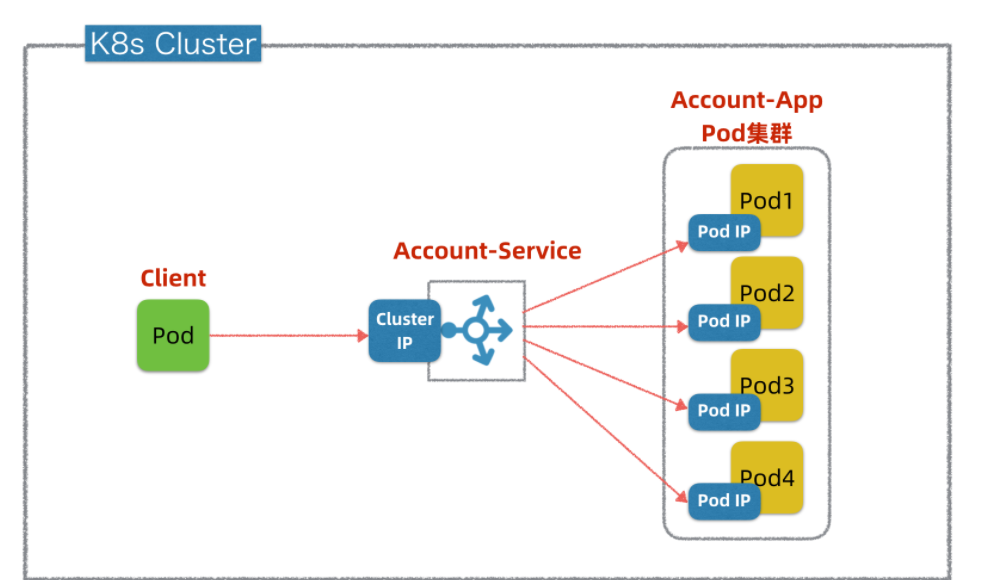 K8s Cluster
Account-App
Pod集群
Pod1
Pod IP
Account-Service
Pod2
Client
Pod IP
Cluster
IP
Pod
Pod3
Pod IP
Pod4
Pod IP